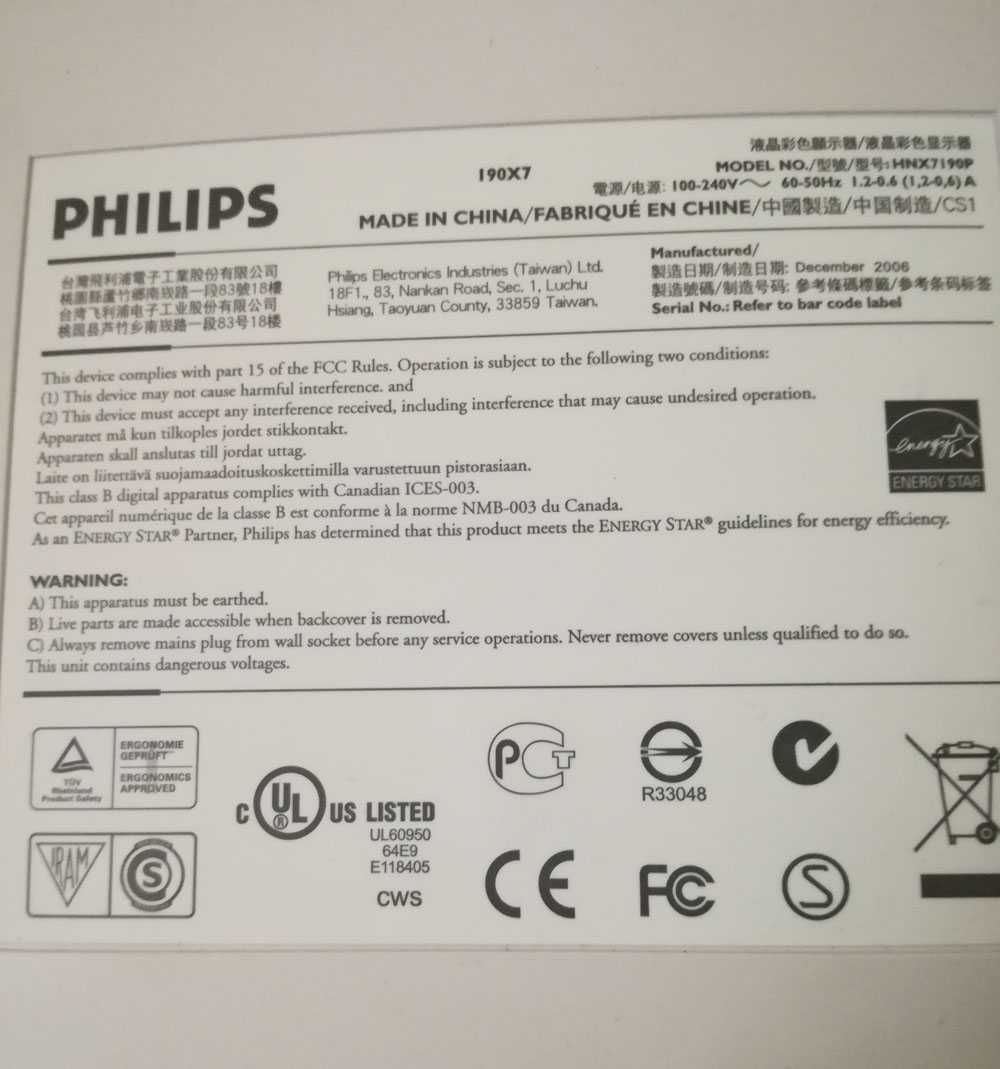 液晶彩色顯示器/液晶彩色显示器
190X7
MODEL NO./型號/型号: HNX7190P
PHILIPS
電源/电源: 100-240V～ 60-50Hz 1.2-0.6 (1,2-0,6) A
MADE IN CHINA/FABRIQUÉ EN CHINE/中國製造/中国制造/CS1
台灣飛利浦電子工業股份有限公司
桃園縣蘆竹鄉南崁路一段83號18樓
台湾飞利浦电子工业股份有限公司
桃园县芦竹乡南崁路一段83号18楼
Philips Electronics Industries (Taiwan) Ltd.
18F1., 83, Nankan Road, Sec. 1, Luchu
Hsiang, Taoyuan County, 33859 Taiwan.
Manufactured/
製造日期/制造日期: December 2006
製造號碼/制造号码: 參考條碼標籤/参考条码标签
Serial No.: Refer to bar code label
This device complies with part 15 of the FCC Rules. Operation is subject to the following two conditions:
(1) This device may not cause harmful interference. and
(2) This device must accept any interference received, including interference that may cause undesired operation.
Apparatet må kun tilkoples jordet stikkontakt.
Apparaten skall anslutas till jordat uttag.
Laite on liitettävä suojamaadoituskoskettimilla varustettuun pistorasiaan.
This class B digital apparatus complies with Canadian ICES-003.
Cet appareil numérique de la classe B est conforme à la norme NMB-003 du Canada.
As an ENERGY STAR® Partner, Philips has determined that this product meets the ENERGY STAR® guidelines for energy efficiency.
energy
ENERGY STAR
WARNING:
A) This apparatus must be earthed.
B) Live parts are made accessible when backcover is removed.
C) Always remove mains plug from wall socket before any service operations. Never remove covers unless qualified to do so.
This unit contains dangerous voltages.
TÜV
Rheinland
Product Safety
ERGONOMIE
GEPRÜFT
ERGONOMICS
APPROVED
IRAM
S
C UL ® US LISTED
UL60950
64E9
E118405
CWS
PCT
R33048
CE
FC
S